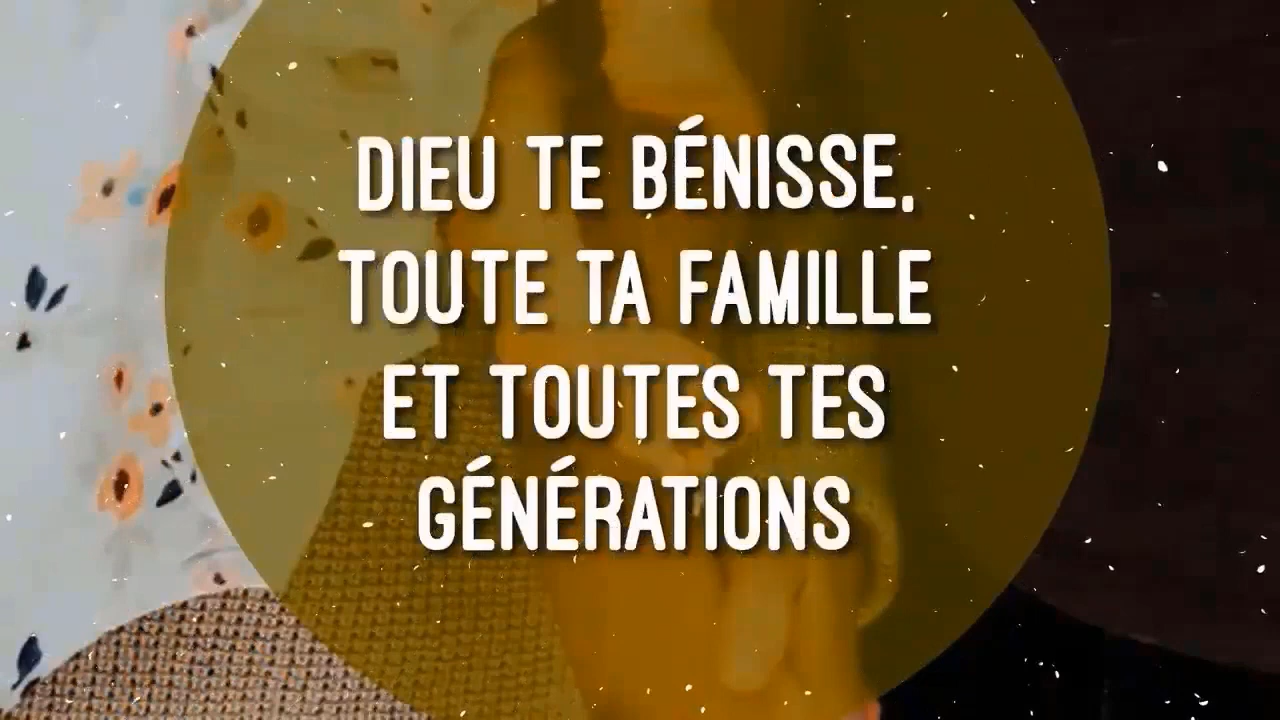 DIEU TE BÉNISSE.
TOUTE TA FAMILLE
ET TOUTES TES
GÉNÉRATIONS